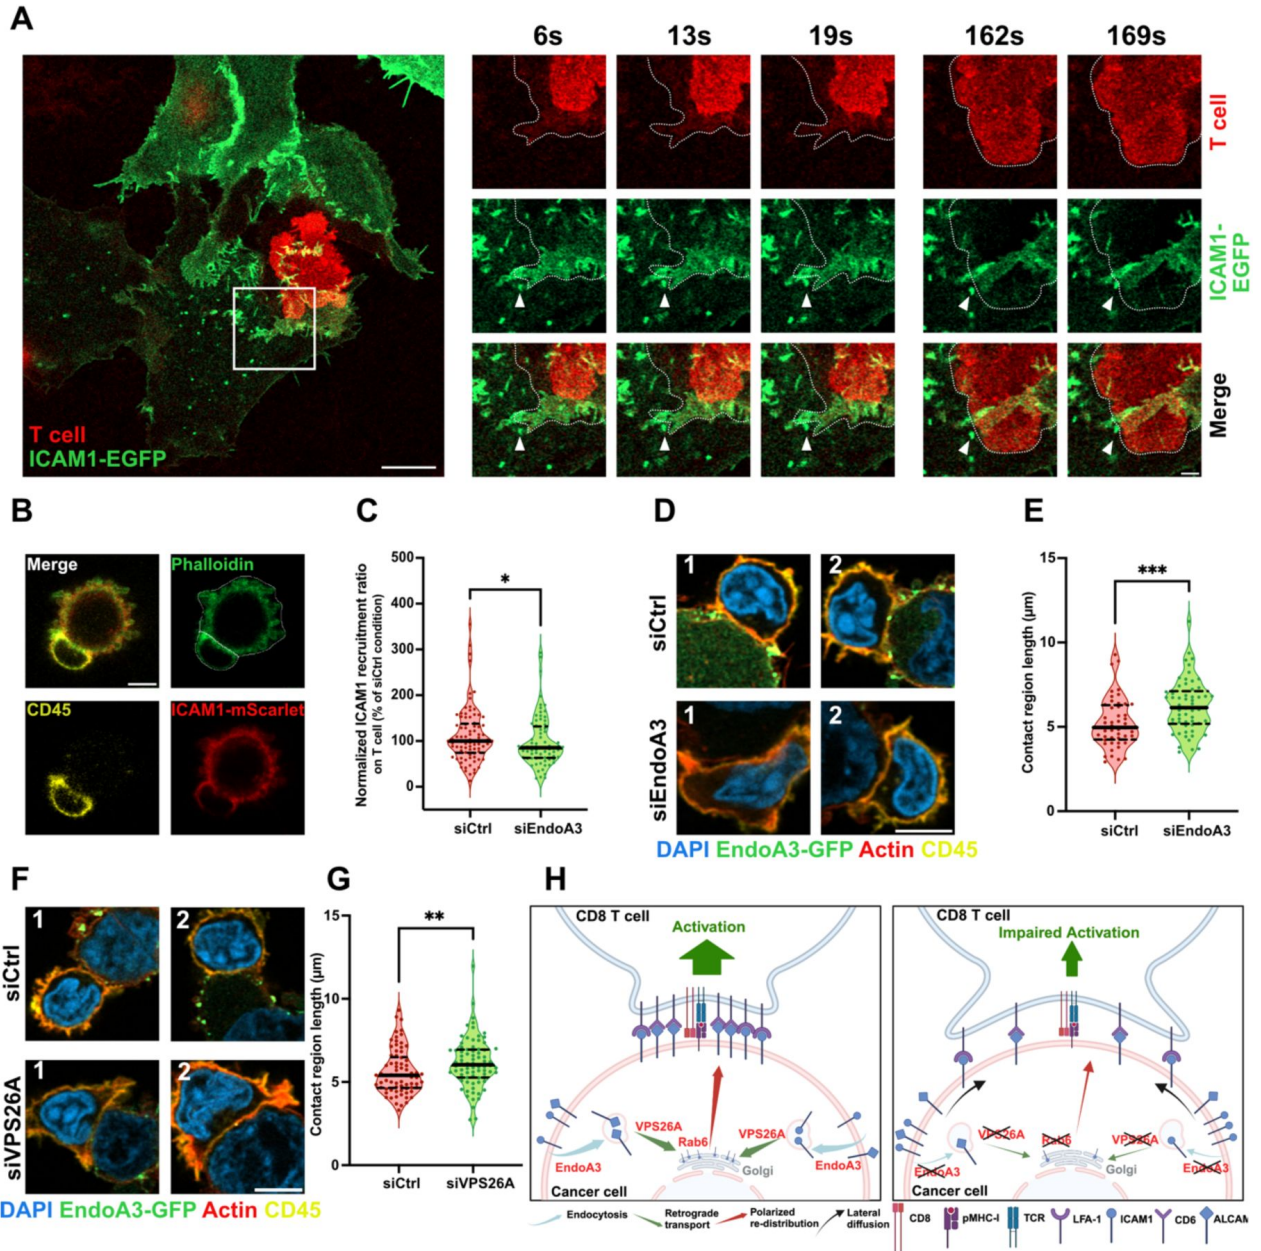 A
6s 13s 19s 162s 169s
T cell
ICAM1-
EGFP
Merge
T cell
ICAM1-EGFP
B
Merge
Phalloidin
CD45
ICAM1-mScarlet
C
Normalized ICAM1 recruitment ratio
on T cell (% of siCtrl condition)
500
400
300
200
100
0
*
siCtrl siEndoA3
D
siCtrl
1 2
siEndoA3
1 2
DAPI EndoA3-GFP Actin CD45
E
Contact region length (µm)
15
10
5
0
***
siCtrl siEndoA3
F
siCtrl
1 2
siVPS26A
1 2
DAPI EndoA3-GFP Actin CD45
G
Contact region length (µm)
15
10
5
0
**
siCtrl siVPS26A
H
CD8 T cell
Activation
VPS26A
Rab6
VPS26A
EndoA3
Golgi
EndoA3
Cancer cell
CD8 T cell
Impaired Activation
VPS26A
Rab6
VPS26A
EndoA3
Golgi
EndoA3
Cancer cell
Endocytosis
Retrograde
transport
Polarized
re-distribution
Lateral
diffusion
CD8
pMHC-I
TCR
LFA-1
ICAM1
CD6
ALCAM